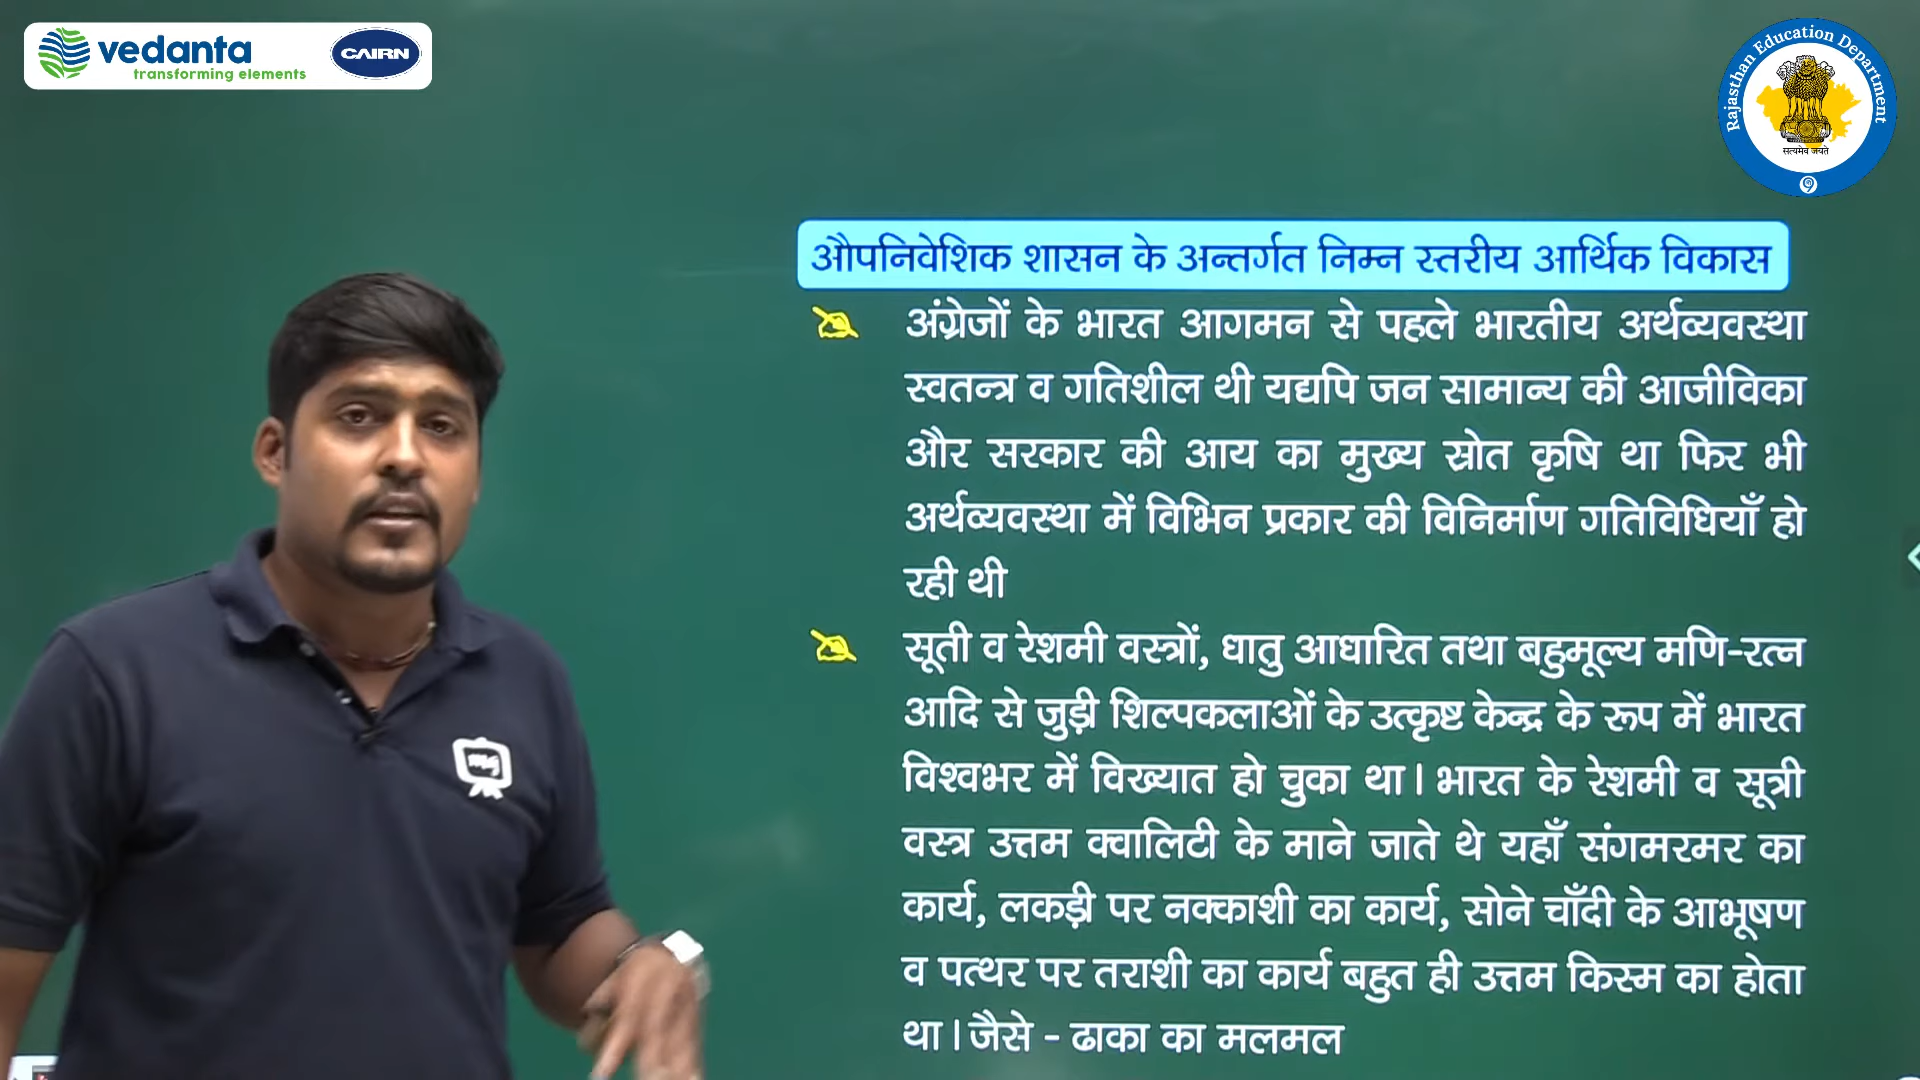 vedanta
transforming elements
CAIRN
Rajasthan Education Department
सत्यमेव जयते
औपनिवेशिक शासन के अन्तर्गत निम्न स्तरीय आर्थिक विकास
अंग्रेजों के भारत आगमन से पहले भारतीय अर्थव्यवस्था
स्वतन्त्र व गतिशील थी यद्यपि जन सामान्य की आजीविका
और सरकार की आय का मुख्य स्रोत कृषि था फिर भी
अर्थव्यवस्था में विभिन प्रकार की विनिर्माण गतिविधियाँ हो
रही थी
सूती व रेशमी वस्त्रों, धातु आधारित तथा बहुमूल्य मणि-रत्न
आदि से जुड़ी शिल्पकलाओं के उत्कृष्ट केन्द्र के रूप में भारत
विश्वभर में विख्यात हो चुका था। भारत के रेशमी व सूत्री
वस्त्र उत्तम क्वालिटी के माने जाते थे यहाँ संगमरमर का
कार्य, लकड़ी पर नक्काशी का कार्य, सोने चाँदी के आभूषण
व पत्थर पर तराशी का कार्य बहुत ही उत्तम किस्म का होता
था। जैसे - ढाका का मलमल